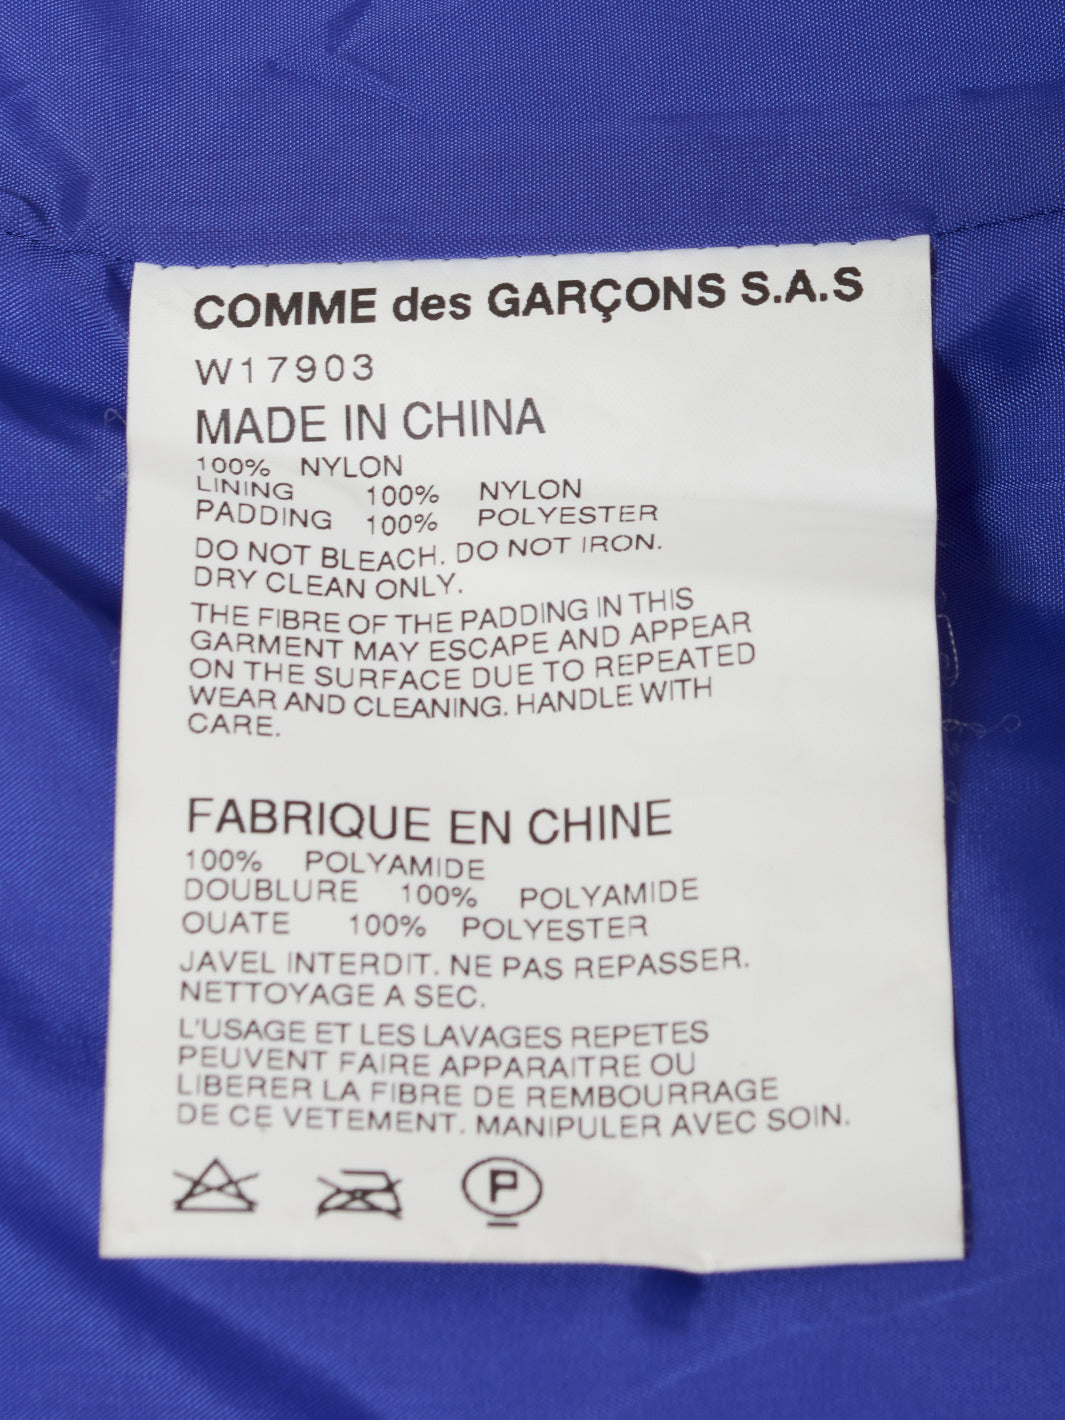 COMME des GARÇONS S.A.S
W17903
MADE IN CHINA
100% NYLON
LINING 100% NYLON
PADDING 100% POLYESTER
DO NOT BLEACH. DO NOT IRON.
DRY CLEAN ONLY.
THE FIBRE OF THE PADDING IN THIS
GARMENT MAY ESCAPE AND APPEAR
ON THE SURFACE DUE TO REPEATED
WEAR AND CLEANING. HANDLE WITH
CARE.
FABRIQUE EN CHINE
100% POLYAMIDE
DOUBLURE 100% POLYAMIDE
OUATE 100% POLYESTER
JAVEL INTERDIT. NE PAS REPASSER.
NETTOYAGE A SEC.
L'USAGE ET LES LAVAGES REPETES
PEUVENT FAIRE APPARAITRE OU
LIBERER LA FIBRE DE REMBOURRAGE
DE CE VETEMENT. MANIPULER AVEC SOIN.
P